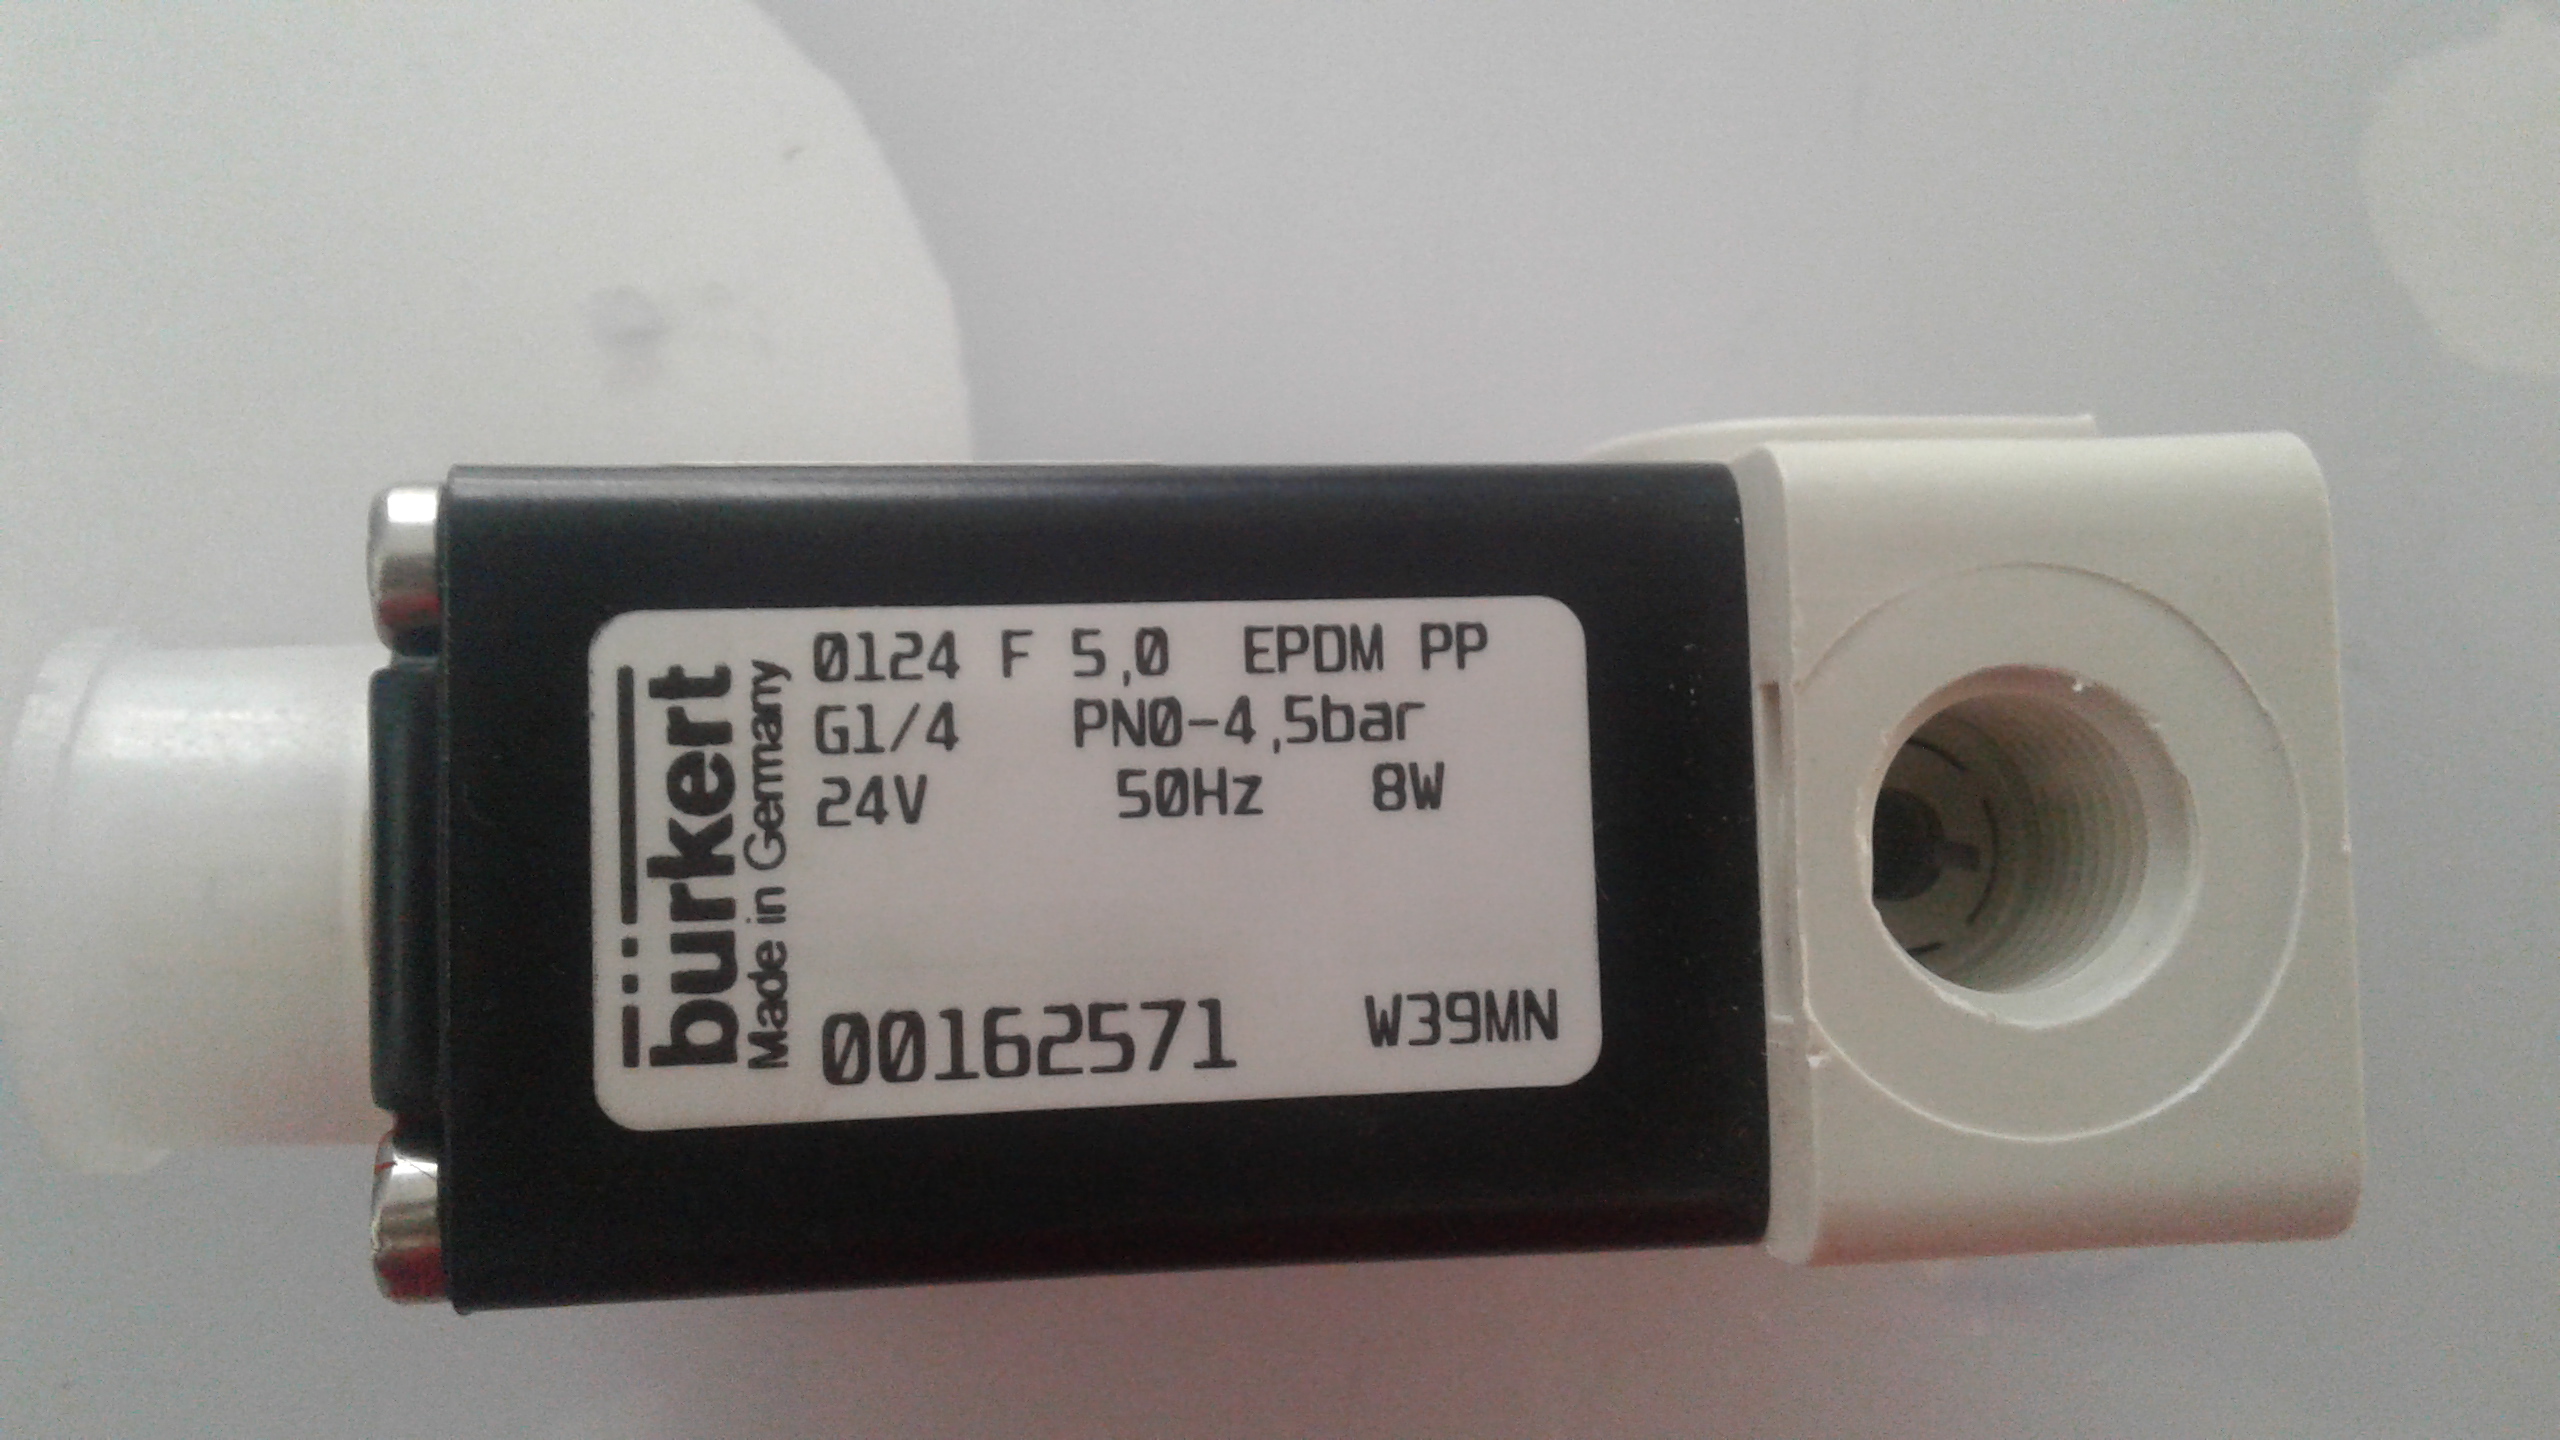 bürkert
Made in Germany
0124 F 5,0 EPDM PP
G1/4 PN0-4,5bar
24V 50Hz 8W
00162571 W39MN